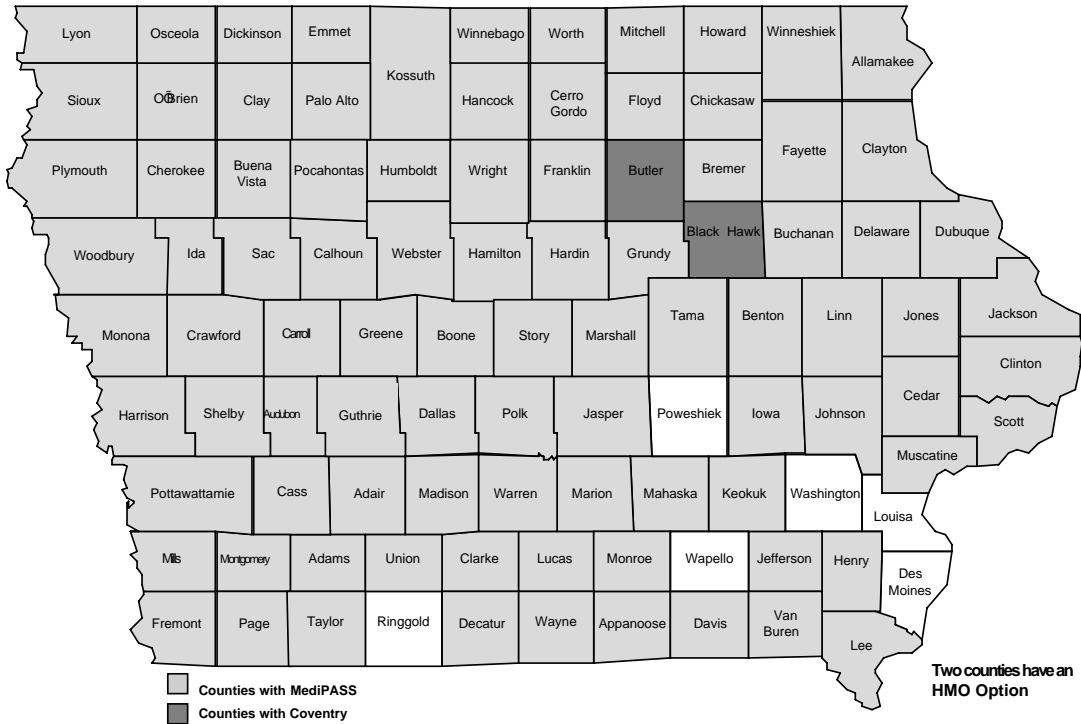 Lyon Osceola Dickinson Emmet Winnebago Worth Mitchell Howard Winneshiek
Kossuth Allamakee
Sioux OÕBrien Clay Palo Alto Hancock Cerro Gordo Floyd Chickasaw
Plymouth Cherokee Buena Vista Pocahontas Humboldt Wright Franklin Butler Bremer Fayette Clayton
Woodbury Ida Sac Calhoun Webster Hamilton Hardin Grundy Black Hawk Buchanan Delaware Dubuque
Monona Crawford Carroll Greene Boone Story Marshall Tama Benton Linn Jones Jackson
Clinton
Harrison Shelby Audubon Guthrie Dallas Polk Jasper Poweshiek Iowa Johnson Cedar Scott
Muscatine
Pottawattamie Cass Adair Madison Warren Marion Mahaska Keokuk Washington Louisa
Mills Montgomery Adams Union Clarke Lucas Monroe Wapello Jefferson Henry Des Moines
Fremont Page Taylor Ringgold Decatur Wayne Appanoose Davis Van Buren Lee
Counties with MediPASS
Counties with Coventry
Two counties have an
HMO Option